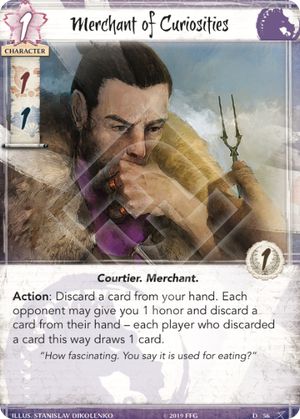 1
Merchant of Curiosities
CHARACTER
1
1
1
Courtier. Merchant.
Action: Discard a card from your hand. Each
opponent may give you 1 honor and discard a
card from their hand – each player who discarded
a card this way draws 1 card.
“How fascinating. You say it is used for eating?”
ILLUS. STANISLAV DIKOLENKO
© 2019 FFG
D · 56